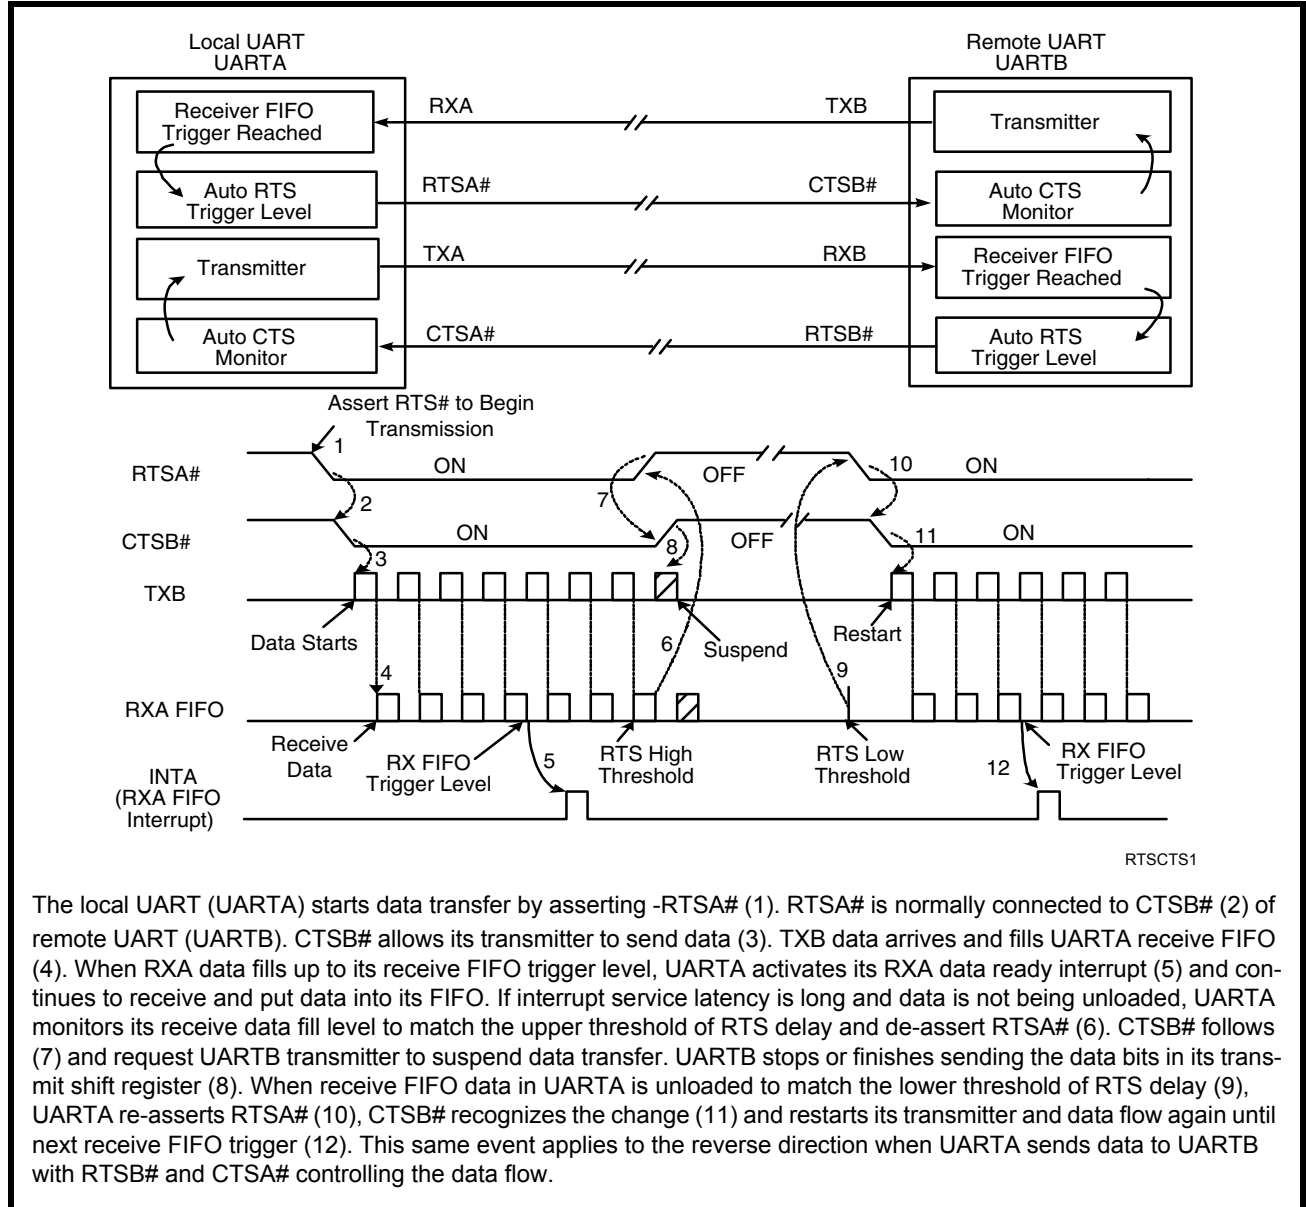 Local UART
UARTA
Remote UART
UARTB
Receiver FIFO
Trigger Reached
RXA
TXB
Transmitter
Auto RTS
Trigger Level
RTSA#
CTSB#
Auto CTS
Monitor
Transmitter
TXA
RXB
Receiver FIFO
Trigger Reached
Auto CTS
Monitor
CTSA#
RTSB#
Auto RTS
Trigger Level
Assert RTS# to Begin
Transmission
1
RTSA#
ON
OFF
10
ON
2
7
CTSB#
ON
8
OFF
11
ON
3
TXB
Data Starts
6
Suspend
Restart
4
9
RXA FIFO
Receive
Data
RX FIFO
Trigger Level
5
RTS High
Threshold
RTS Low
Threshold
12
RX FIFO
Trigger Level
INTA
(RXA FIFO
Interrupt)
RTSCTS1
The local UART (UARTA) starts data transfer by asserting -RTSA# (1). RTSA# is normally connected to CTSB# (2) of
remote UART (UARTB). CTSB# allows its transmitter to send data (3). TXB data arrives and fills UARTA receive FIFO
(4). When RXA data fills up to its receive FIFO trigger level, UARTA activates its RXA data ready interrupt (5) and con-
tinues to receive and put data into its FIFO. If interrupt service latency is long and data is not being unloaded, UARTA
monitors its receive data fill level to match the upper threshold of RTS delay and de-assert RTSA# (6). CTSB# follows
(7) and request UARTB transmitter to suspend data transfer. UARTB stops or finishes sending the data bits in its trans-
mit shift register (8). When receive FIFO data in UARTA is unloaded to match the lower threshold of RTS delay (9),
UARTA re-asserts RTSA# (10), CTSB# recognizes the change (11) and restarts its transmitter and data flow again until
next receive FIFO trigger (12). This same event applies to the reverse direction when UARTA sends data to UARTB
with RTSB# and CTSA# controlling the data flow.